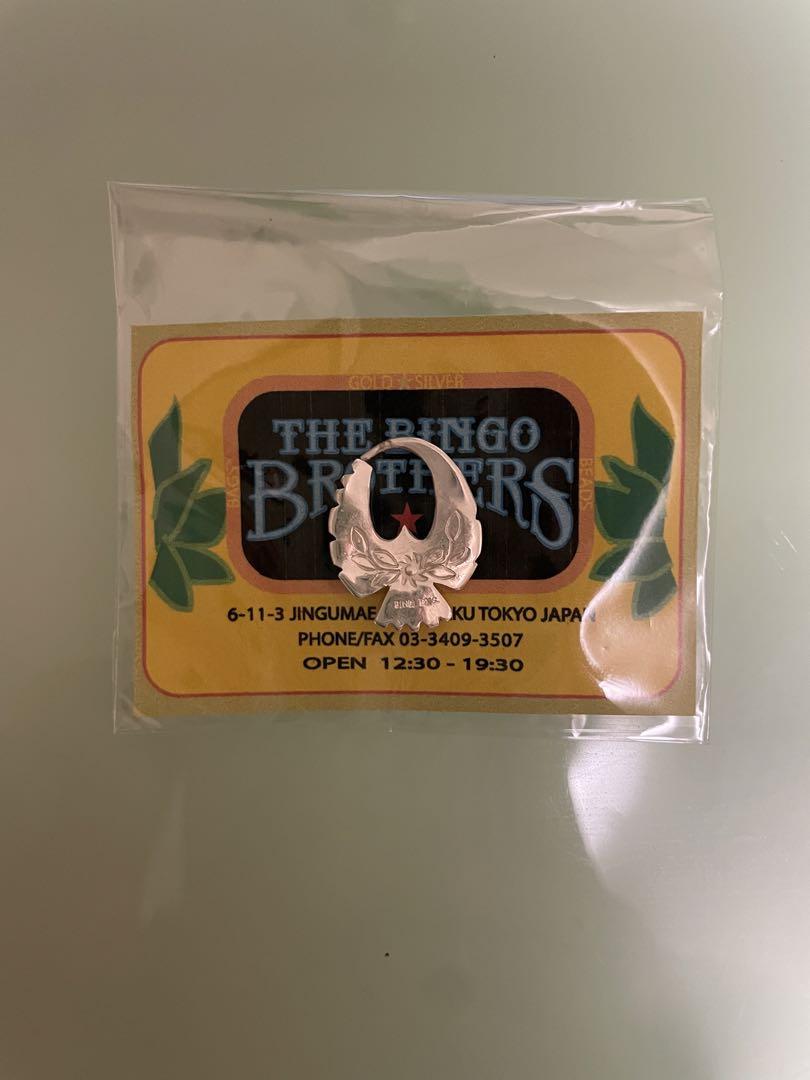 GOLD ★ SILVER
THE BINGO
BROTHERS
BAGS
BEADS
6-11-3 JINGUMAE KU TOKYO JAPAN
PHONE/FAX 03-3409-3507
OPEN 12:30 - 19:30